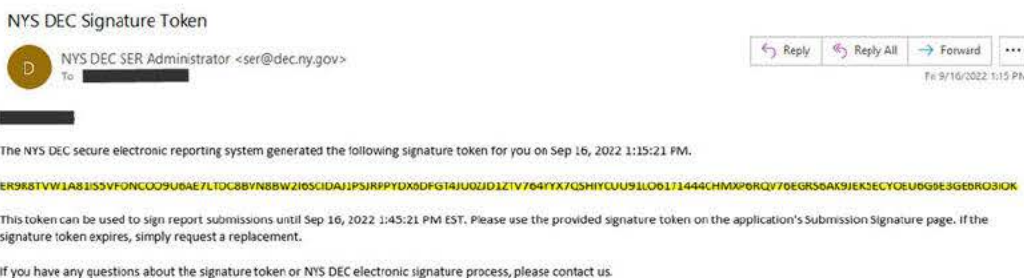 NYS DEC Signature Token
D
NYS DEC SER Administrator <ser@dec.ny.gov>
To
Reply
Reply All
Forward
Fri 9/16/2022 1:15 PM
The NYS DEC secure electronic reporting system generated the following signature token for you on Sep 16, 2022 1:15:21 PM.
This token can be used to sign report submissions until Sep 16, 2022 1:45:21 PM EST. Please use the provided signature token on the application's Submission Signature page. If the
signature token expires, simply request a replacement.
If you have any questions about the signature token or NYS DEC electronic signature process, please contact us.